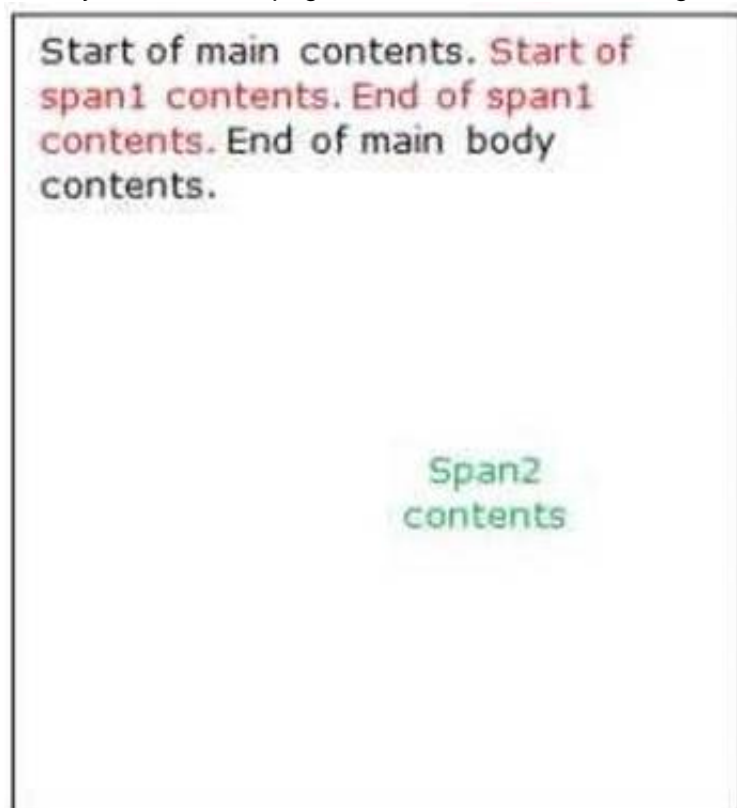 Start of main contents. Start of
span1 contents. End of span1
contents. End of main body
contents.
Span2
contents